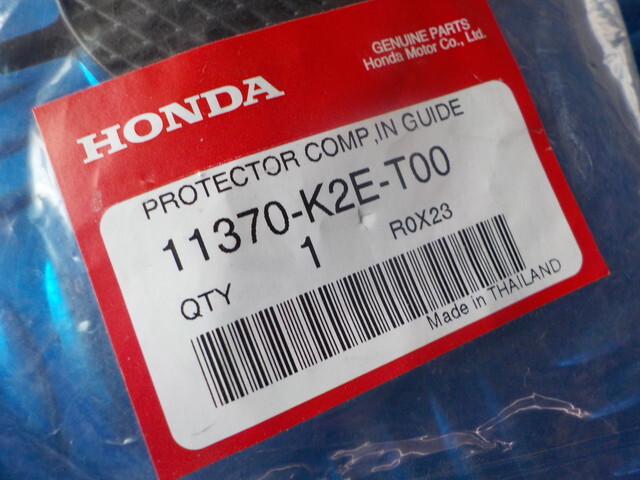 HONDA
GENUINE PARTS
Honda Motor Co., Ltd.
PROTECTOR COMP,IN GUIDE
11370-K2E-T00
QTY 1 R0X23
Made in THAILAND